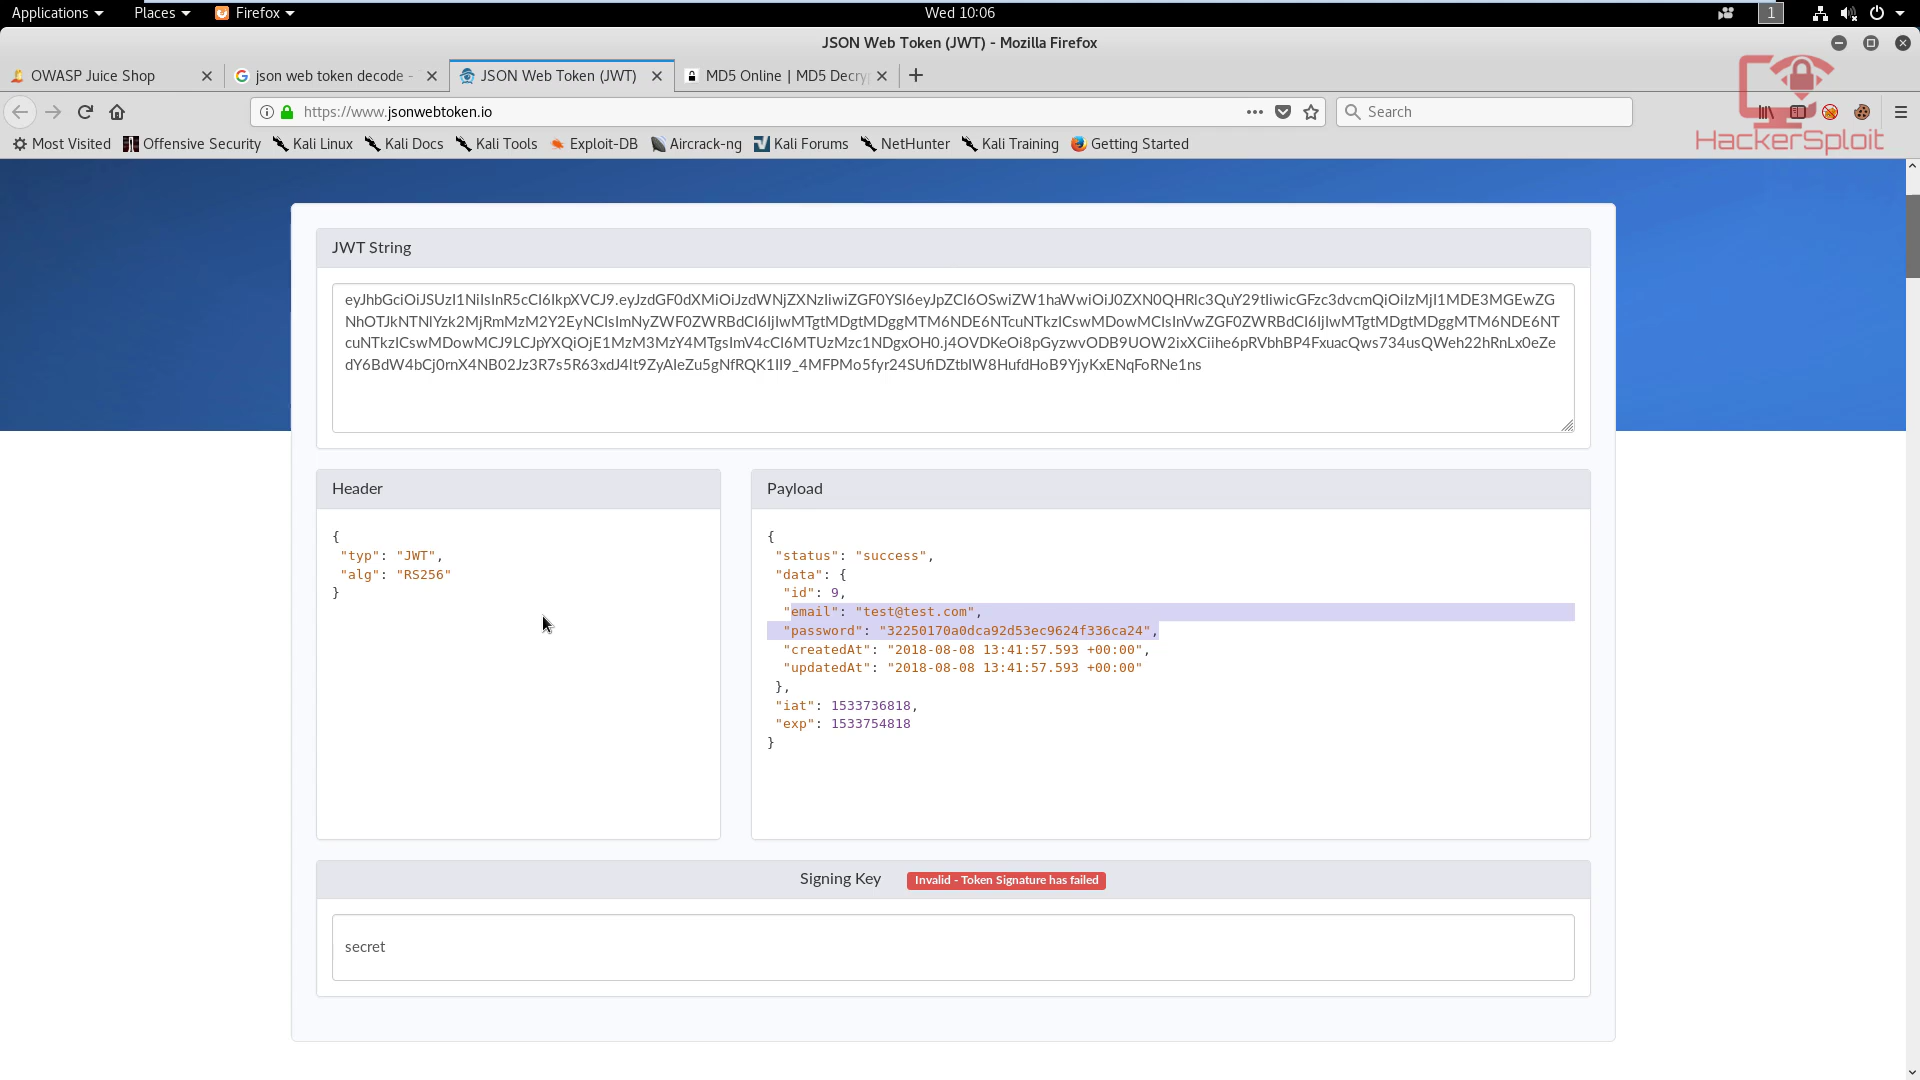 Applications Places Firefox Wed 10:06 1
JSON Web Token (JWT) - Mozilla Firefox
OWASP Juice Shop json web token decode - JSON Web Token (JWT) MD5 Online | MD5 Decry
https://www.jsonwebtoken.io Search
HackerSploit
Most Visited Offensive Security Kali Linux Kali Docs Kali Tools Exploit-DB Aircrack-ng Kali Forums NetHunter Kali Training Getting Started
JWT String
eyJhbGciOiJSUzI1NiIsInR5cCI6IkpXVCJ9.eyJzdGF0dXMiOiJzdWNjZXNzIiwiZGF0YSI6eyJpZCI6OSwiZW1haWwiOiJ0ZXN0QHRlc3QuY29tIiwicGFzc3dvcmQiOiIzMjI1MDE3MGEwZG
NhOTJkNTNlYzk2MjRmMzM2Y2EyNCIsImNyZWF0ZWRBdCI6IjIwMTgtMDgtMDggMTM6NDE6NTcuNTkzICswMDowMCIsInVwZGF0ZWRBdCI6IjIwMTgtMDgtMDggMTM6NDE6NT
cuNTkzICswMDowMCJ9LCJpYXQiOjE1MzM3MzY4MTgsImV4cCI6MTUzMzc1NDgxOH0.j4OVDKeOi8pGyzwvODB9UOW2ixXCiihe6pRVbhBP4FxuacQws734usQWeh22hRnLx0eZe
Header
{
"typ": "JWT",
"alg": "RS256"
}
Payload
{
"status": "success",
"data": {
"id": 9,
"email": "test@test.com",
"password": "32250170a0dca92d53ec9624f336ca24",
"createdAt": "2018-08-08 13:41:57.593 +00:00",
"updatedAt": "2018-08-08 13:41:57.593 +00:00"
},
"iat": 1533736818,
"exp": 1533754818
}
Signing Key Invalid - Token Signature has failed
secret